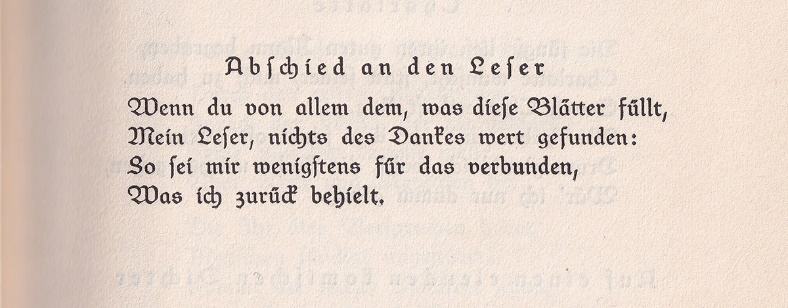 Abschied an den Leser
Wenn du von allem dem, was diese Blätter füllt,
Mein Leser, nichts des Dankes wert gefunden:
So sei mir wenigstens für das verbunden,
Was ich zurück behielt.